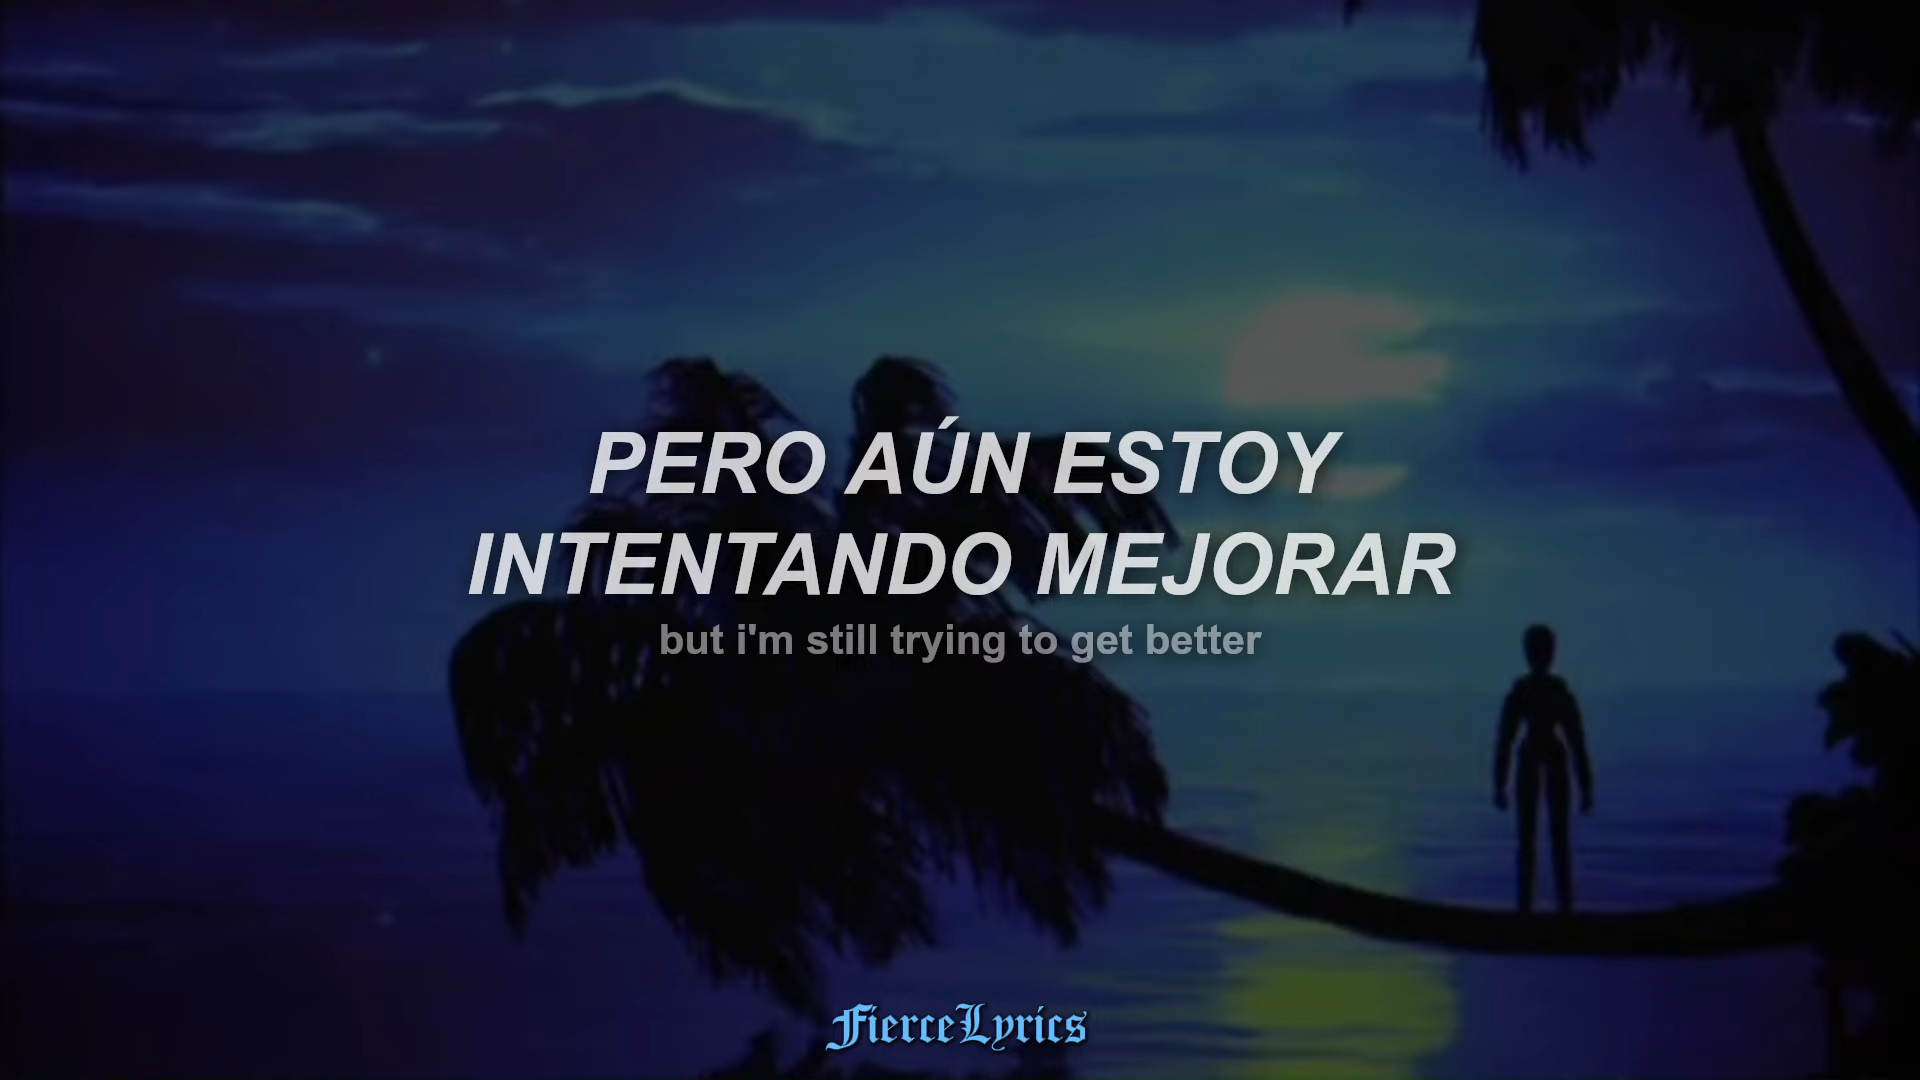 PERO AÚN ESTOY
INTENTANDO MEJORAR
but i'm still trying to get better
FierceLyrics